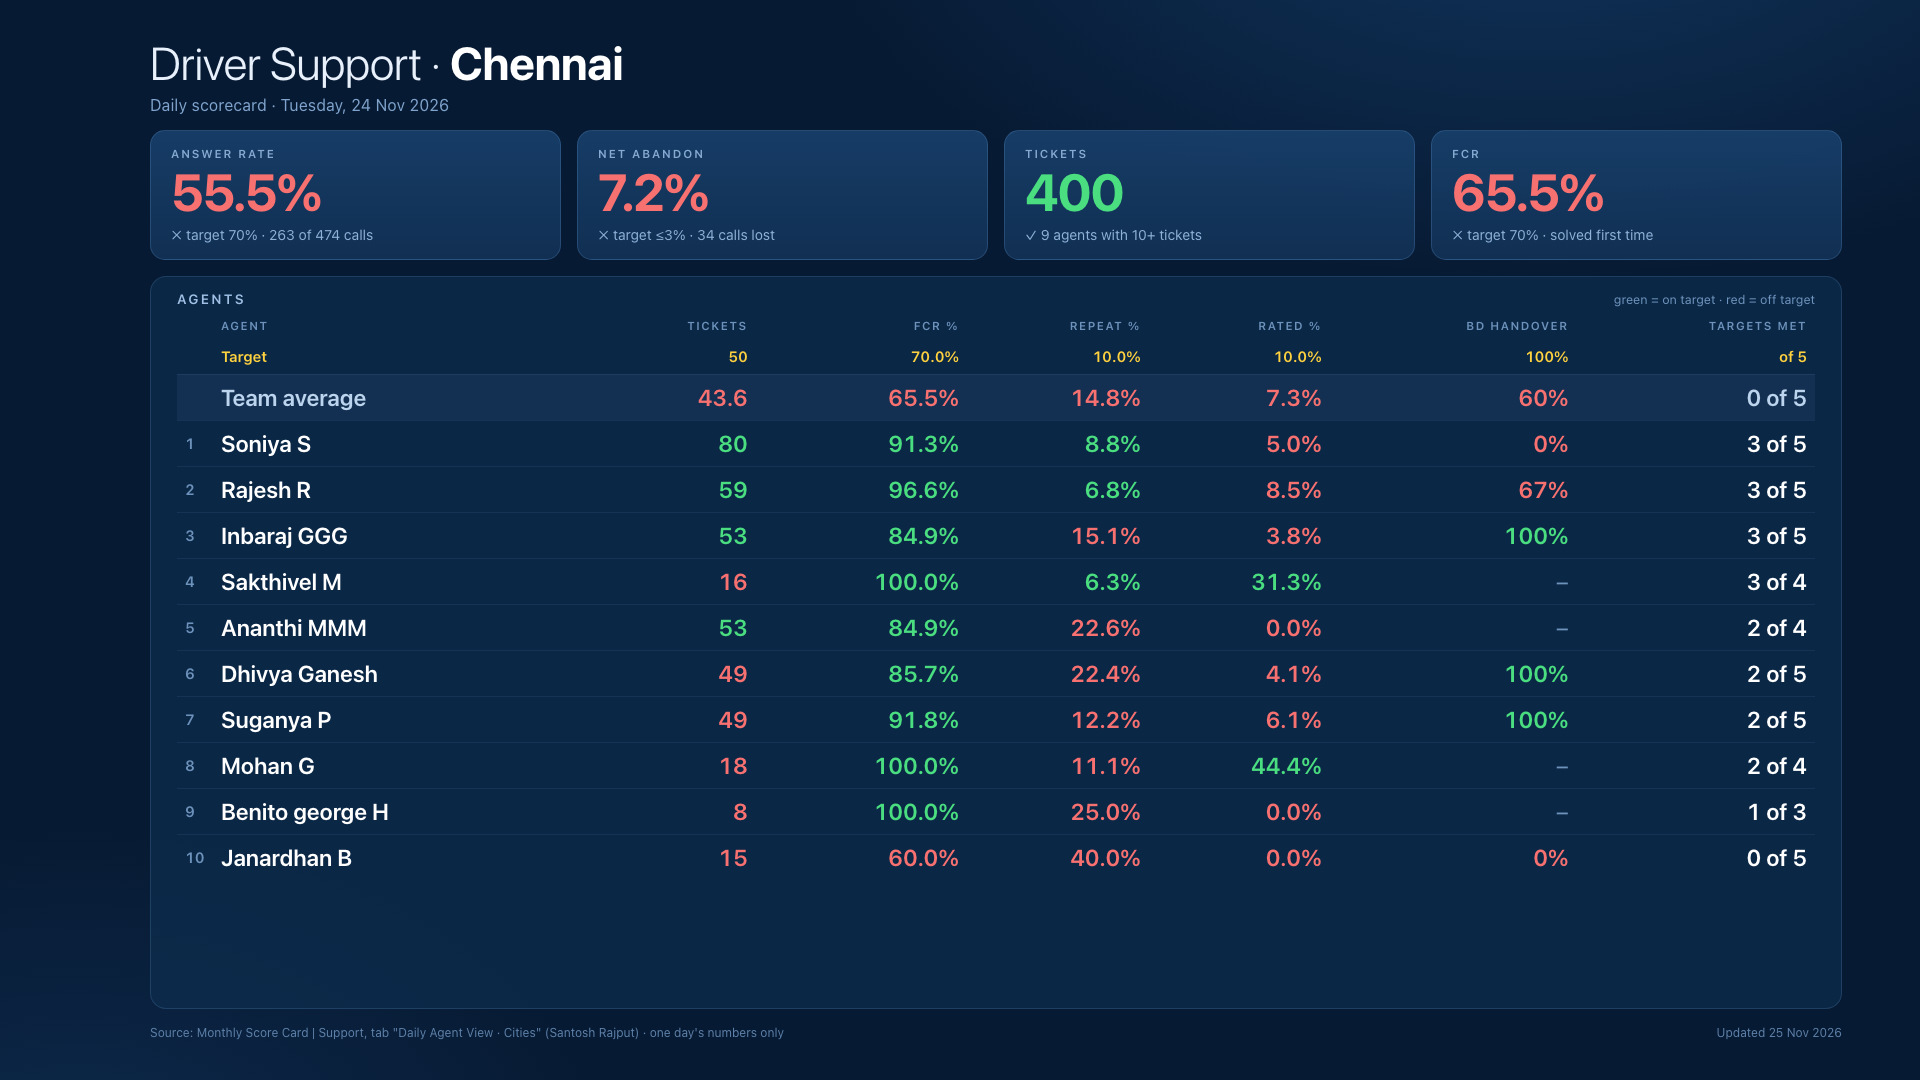 Driver Support · Chennai
Daily scorecard · Tuesday, 24 Nov 2026
ANSWER RATE
55.5%
✕ target 70% · 263 of 474 calls
NET ABANDON
7.2%
✕ target ≤3% · 34 calls lost
TICKETS
400
✓ 9 agents with 10+ tickets
FCR
65.5%
✕ target 70% · solved first time
AGENTS green = on target · red = off target
AGENT TICKETS FCR % REPEAT % RATED % BD HANDOVER TARGETS MET
Target 50 70.0% 10.0% 10.0% 100% of 5
Team average 43.6 65.5% 14.8% 7.3% 60% 0 of 5
1 Soniya S 80 91.3% 8.8% 5.0% 0% 3 of 5
2 Rajesh R 59 96.6% 6.8% 8.5% 67% 3 of 5
3 Inbaraj GGG 53 84.9% 15.1% 3.8% 100% 3 of 5
4 Sakthivel M 16 100.0% 6.3% 31.3% – 3 of 4
5 Ananthi MMM 53 84.9% 22.6% 0.0% – 2 of 4
6 Dhivya Ganesh 49 85.7% 22.4% 4.1% 100% 2 of 5
7 Suganya P 49 91.8% 12.2% 6.1% 100% 2 of 5
8 Mohan G 18 100.0% 11.1% 44.4% – 2 of 4
9 Benito george H 8 100.0% 25.0% 0.0% – 1 of 3
10 Janardhan B 15 60.0% 40.0% 0.0% 0% 0 of 5
Source: Monthly Score Card | Support, tab "Daily Agent View · Cities" (Santosh Rajput) · one day's numbers only
Updated 25 Nov 2026